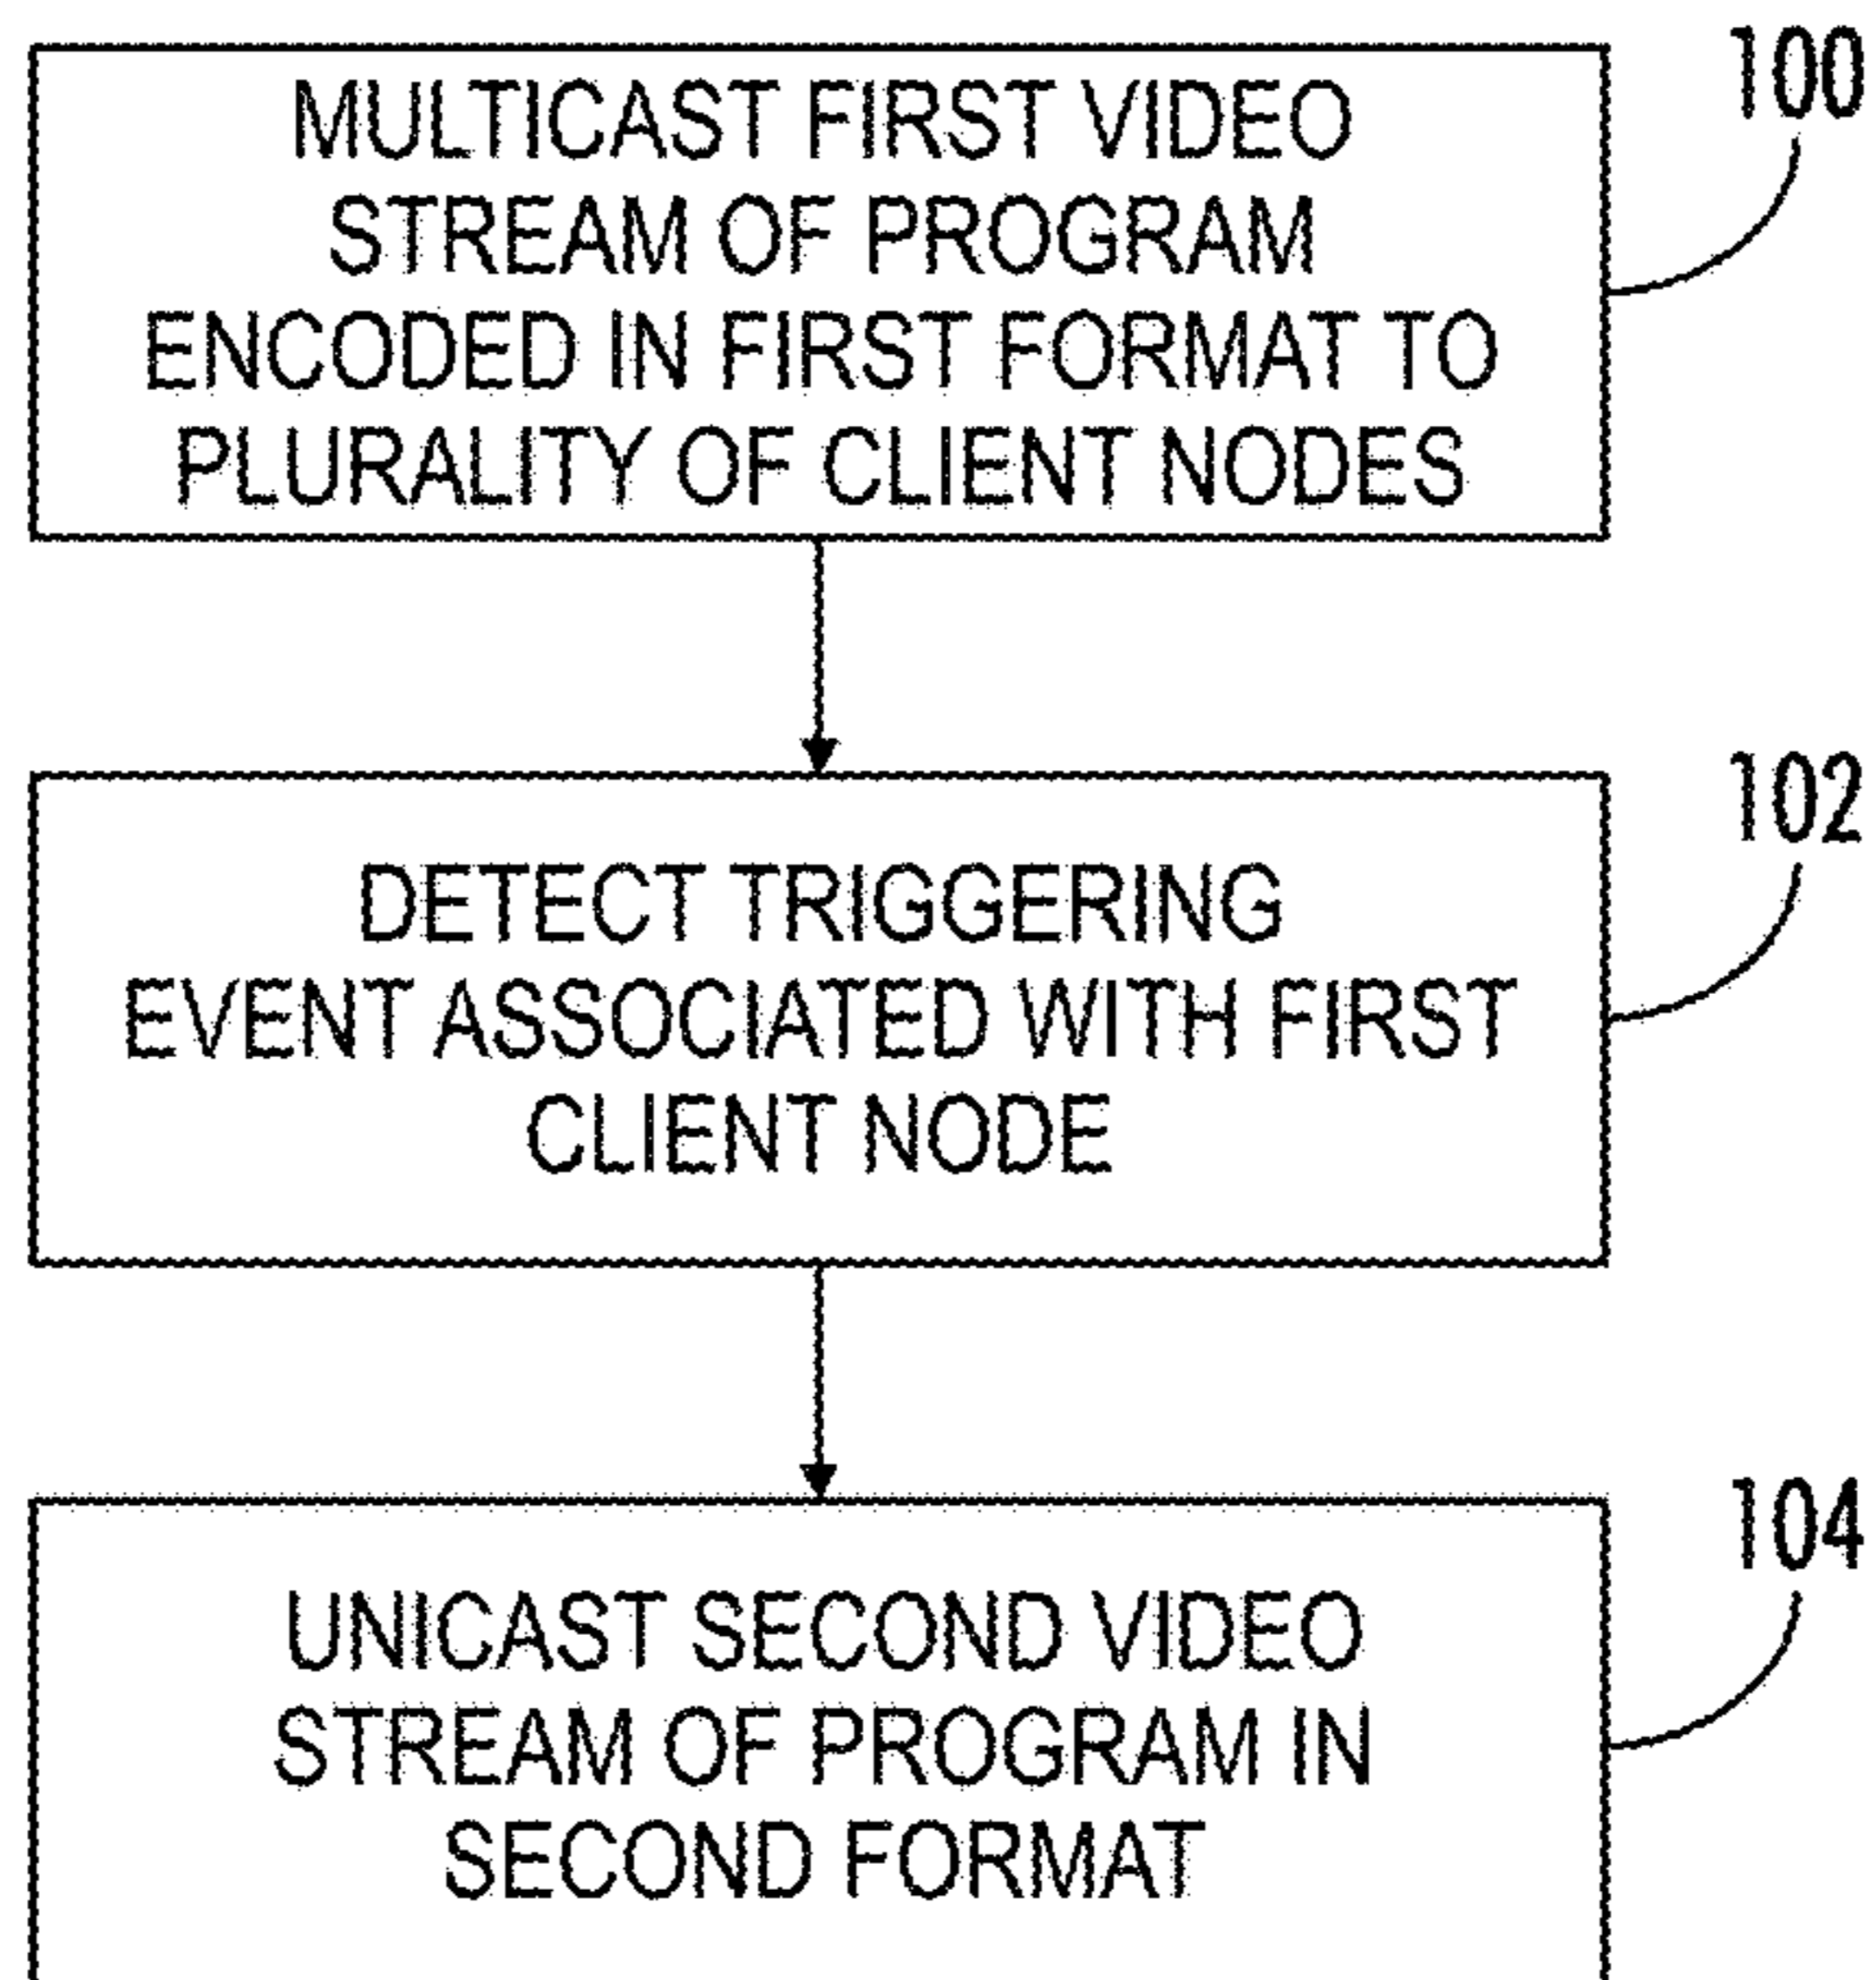 100
MULTICAST FIRST VIDEO
STREAM OF PROGRAM
ENCODED IN FIRST FORMAT TO
PLURALITY OF CLIENT NODES
102
DETECT TRIGGERING
EVENT ASSOCIATED WITH FIRST
CLIENT NODE
104
UNICAST SECOND VIDEO
STREAM OF PROGRAM IN
SECOND FORMAT